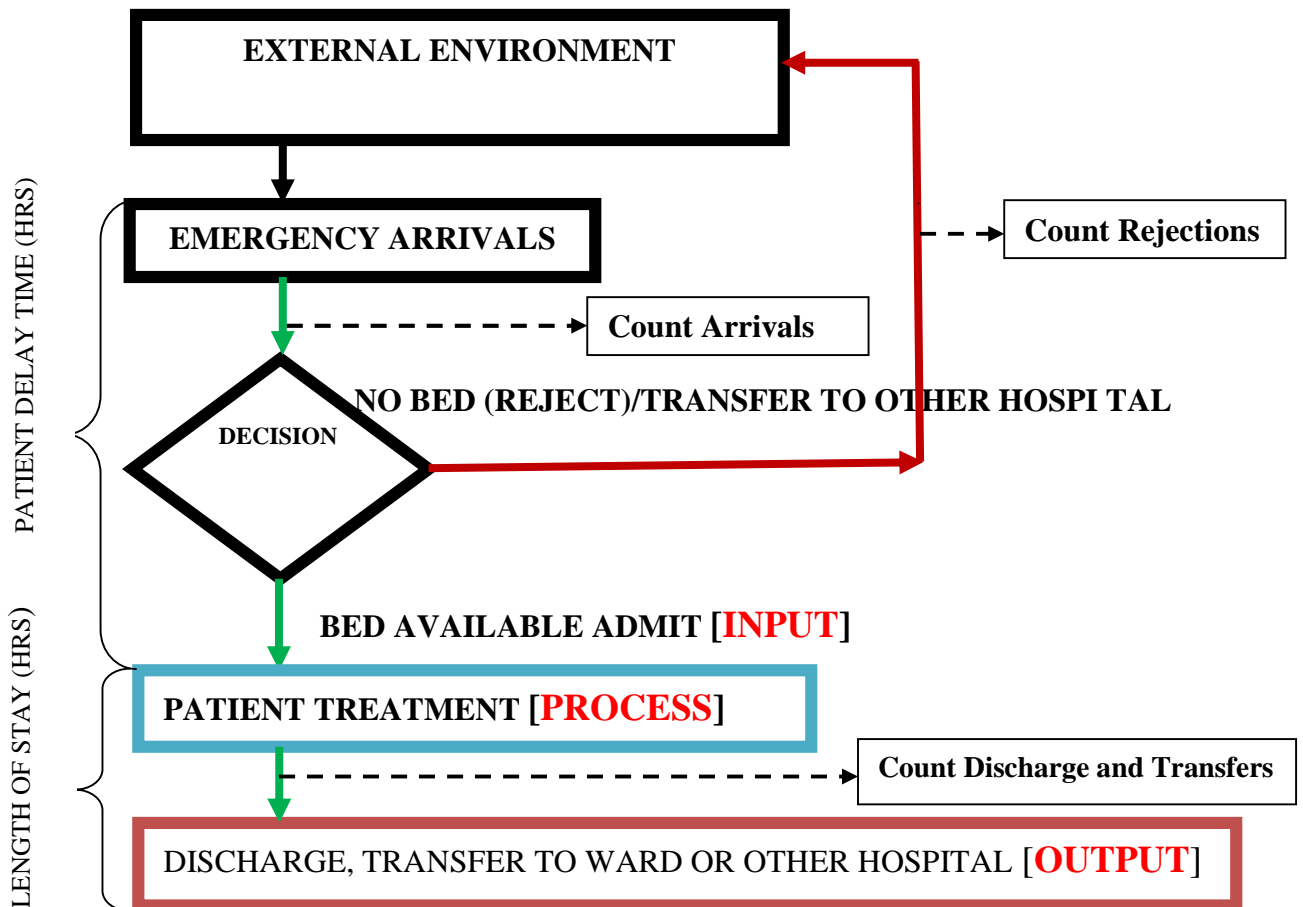 EXTERNAL ENVIRONMENT
EMERGENCY ARRIVALS
Count Rejections
Count Arrivals
NO BED (REJECT)/TRANSFER TO OTHER HOSPI TAL
DECISION
PATIENT DELAY TIME (HRS)
BED AVAILABLE ADMIT [INPUT]
PATIENT TREATMENT [PROCESS]
Count Discharge and Transfers
LENGTH OF STAY (HRS)
DISCHARGE, TRANSFER TO WARD OR OTHER HOSPITAL [OUTPUT]